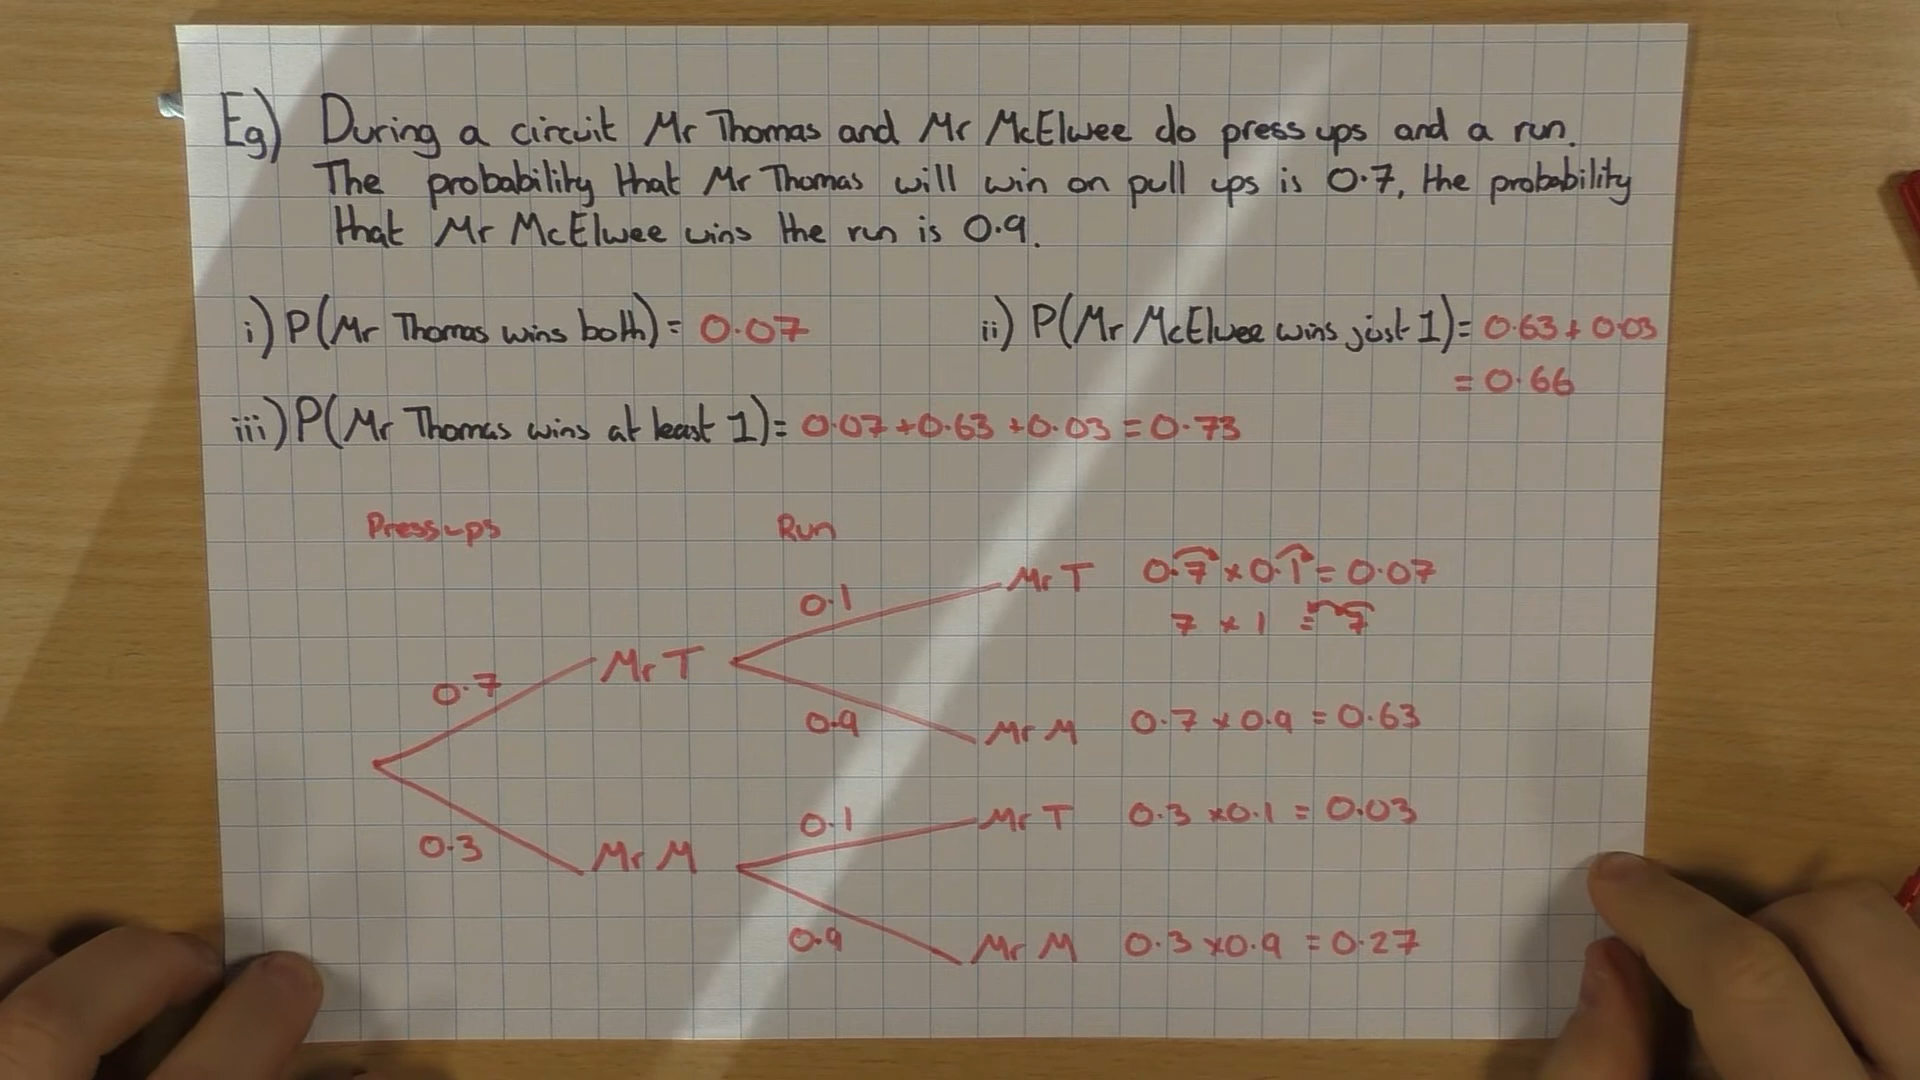 Eg) During a circuit Mr Thomas and Mr McElwee do press ups and a run.
The probability that Mr Thomas will win on pull ups is 0.7, the probability
that Mr McElwee wins the run is 0.9.
i) P(Mr Thomas wins both) = 0.07
ii) P(Mr McElwee wins just 1) = 0.63 + 0.03
= 0.66
iii) P(Mr Thomas wins at least 1) = 0.07 + 0.63 + 0.03 = 0.73
Press ups
Run
0.1
Mr T
0.7 × 0.1 = 0.07
7 × 1 = 7
0.7
Mr T
0.9
Mr M
0.7 × 0.9 = 0.63
0.3
Mr M
0.1
Mr T
0.3 × 0.1 = 0.03
0.9
Mr M
0.3 × 0.9 = 0.27